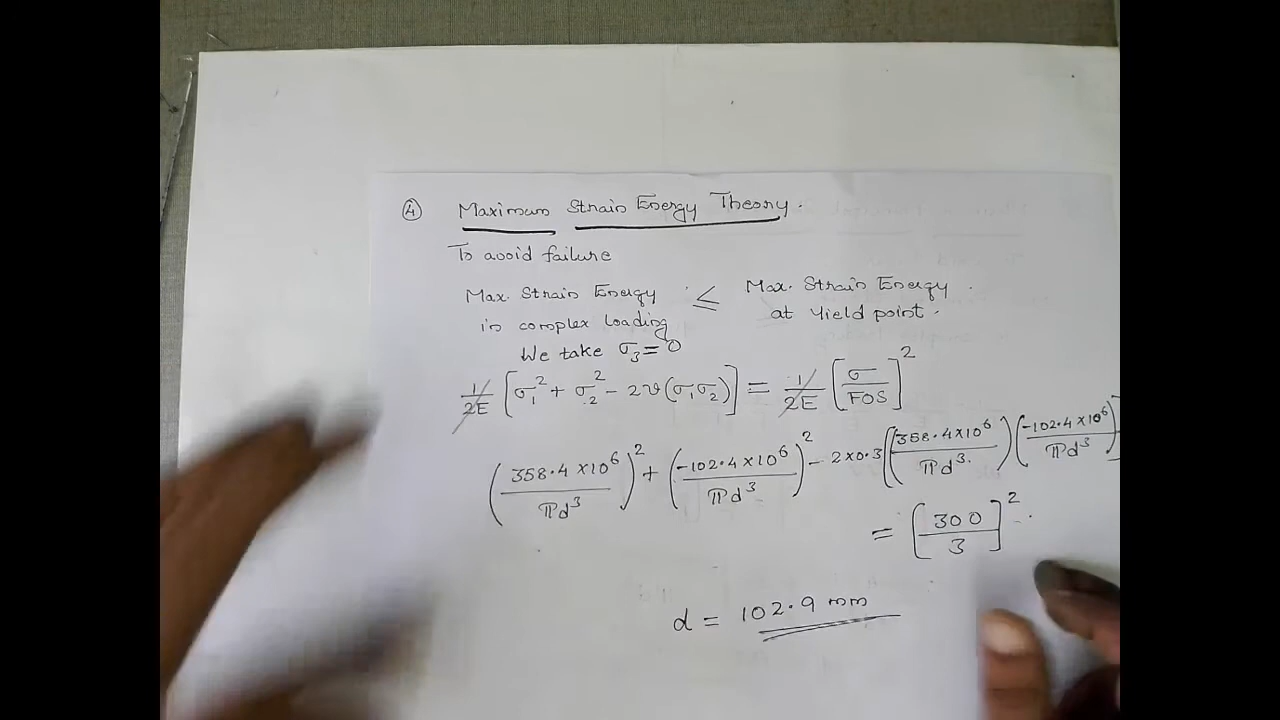 ④ Maximum Strain Energy Theory.
To avoid failure
Max. Strain Energy in complex loading ≤ Max. Strain Energy at yield point.
We take σ₃ = 0
1/2E [σ₁² + σ₂² - 2ν(σ₁σ₂)] = 1/2E [σ/FOS]²
(358.4×10⁶/πd³)² + (-102.4×10⁶/πd³)² - 2×0.3((358.4×10⁶/πd³)(-102.4×10⁶/πd³)
= [300/3]².
d = 102.9 mm